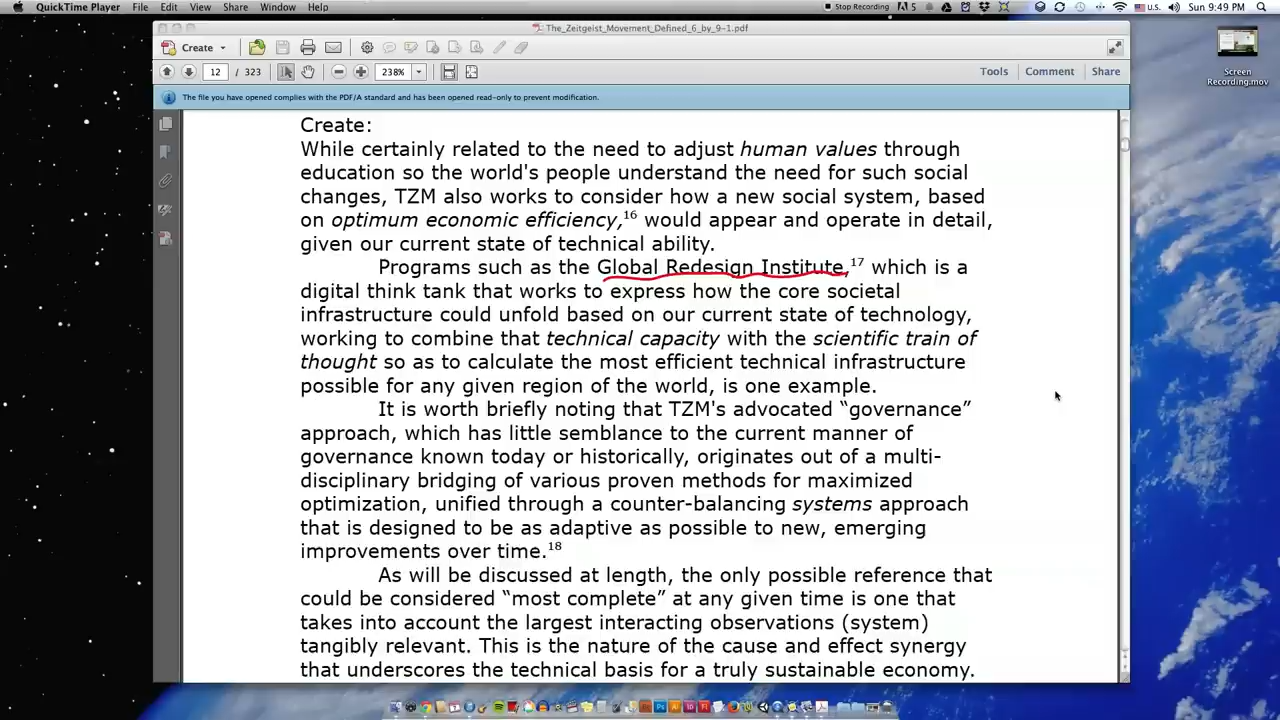 QuickTime Player File Edit View Share Window Help Stop Recording 5 U.S. Sun 9:49 PM
The_Zeitgeist_Movement_Defined_6_by_9-1.pdf
Create
12 / 323 238% Tools Comment Share
The file you have opened complies with the PDF/A standard and has been opened read-only to prevent modification.
Screen
Recording.mov
Create:
While certainly related to the need to adjust human values through
education so the world's people understand the need for such social
changes, TZM also works to consider how a new social system, based
on optimum economic efficiency,16 would appear and operate in detail,
given our current state of technical ability.
Programs such as the Global Redesign Institute,17 which is a
digital think tank that works to express how the core societal
infrastructure could unfold based on our current state of technology,
working to combine that technical capacity with the scientific train of
thought so as to calculate the most efficient technical infrastructure
possible for any given region of the world, is one example.
It is worth briefly noting that TZM's advocated “governance”
approach, which has little semblance to the current manner of
governance known today or historically, originates out of a multi-
disciplinary bridging of various proven methods for maximized
optimization, unified through a counter-balancing systems approach
that is designed to be as adaptive as possible to new, emerging
improvements over time.18
As will be discussed at length, the only possible reference that
could be considered “most complete” at any given time is one that
takes into account the largest interacting observations (system)
tangibly relevant. This is the nature of the cause and effect synergy
that underscores the technical basis for a truly sustainable economy.